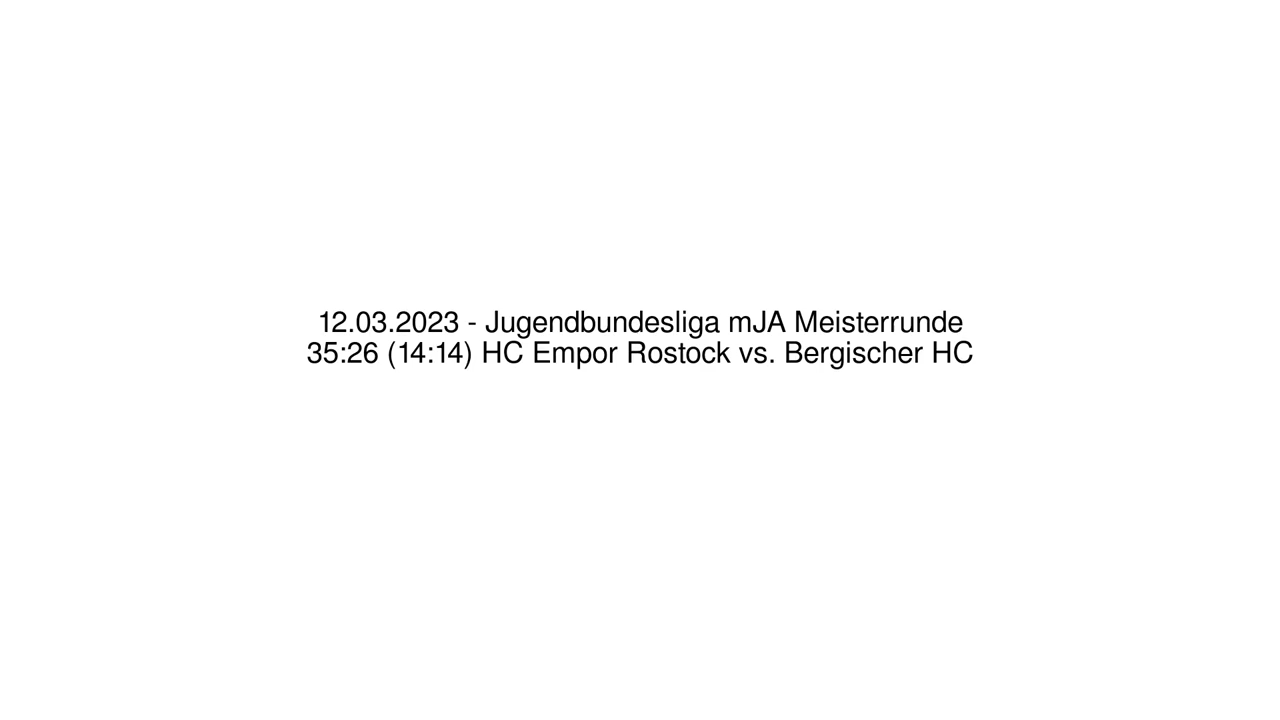 12.03.2023 - Jugendbundesliga mJA Meisterrunde
35:26 (14:14) HC Empor Rostock vs. Bergischer HC